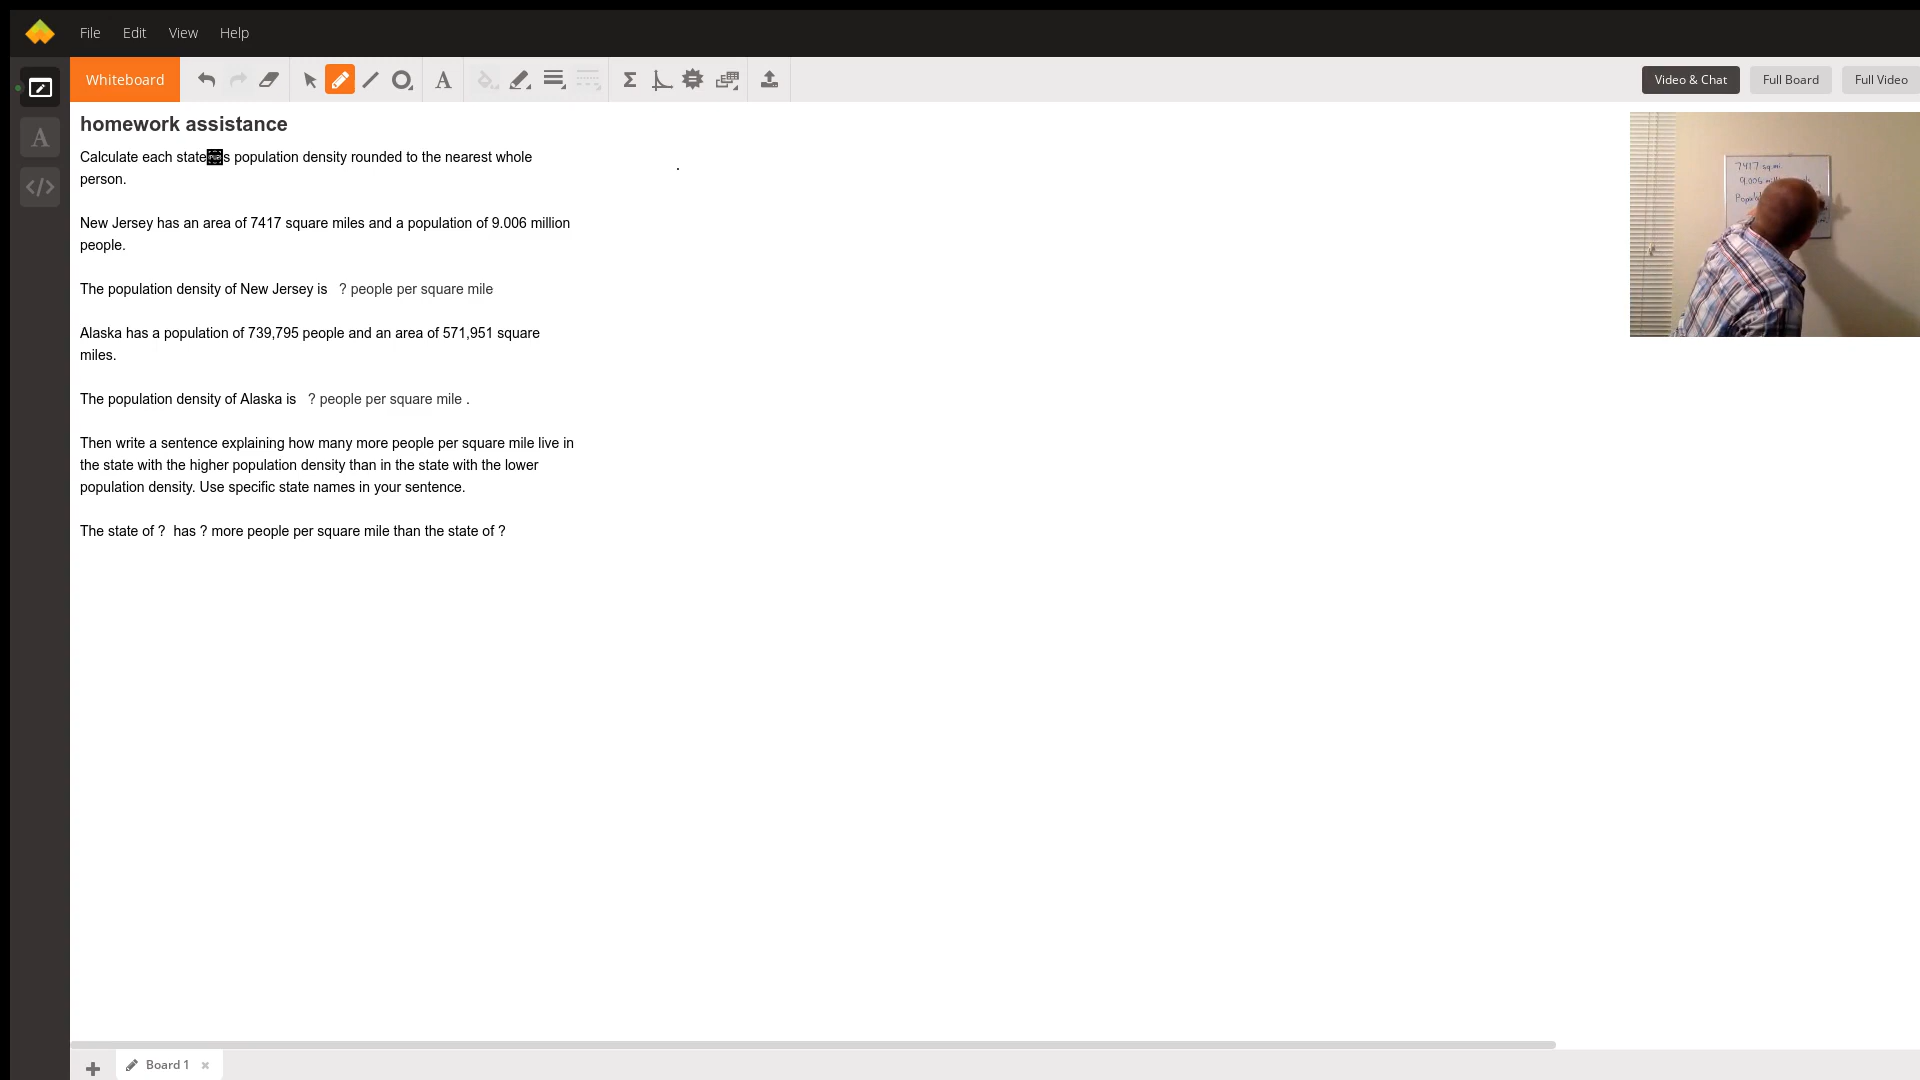 File Edit View Help
Whiteboard
Video & Chat Full Board Full Video
homework assistance
Calculate each state s population density rounded to the nearest whole
person.
New Jersey has an area of 7417 square miles and a population of 9.006 million
people.
The population density of New Jersey is ? people per square mile
Alaska has a population of 739,795 people and an area of 571,951 square
miles.
The population density of Alaska is ? people per square mile .
Then write a sentence explaining how many more people per square mile live in
the state with the higher population density than in the state with the lower
population density. Use specific state names in your sentence.
The state of ? has ? more people per square mile than the state of ?
7417 sq mi.
9.006
Board 1